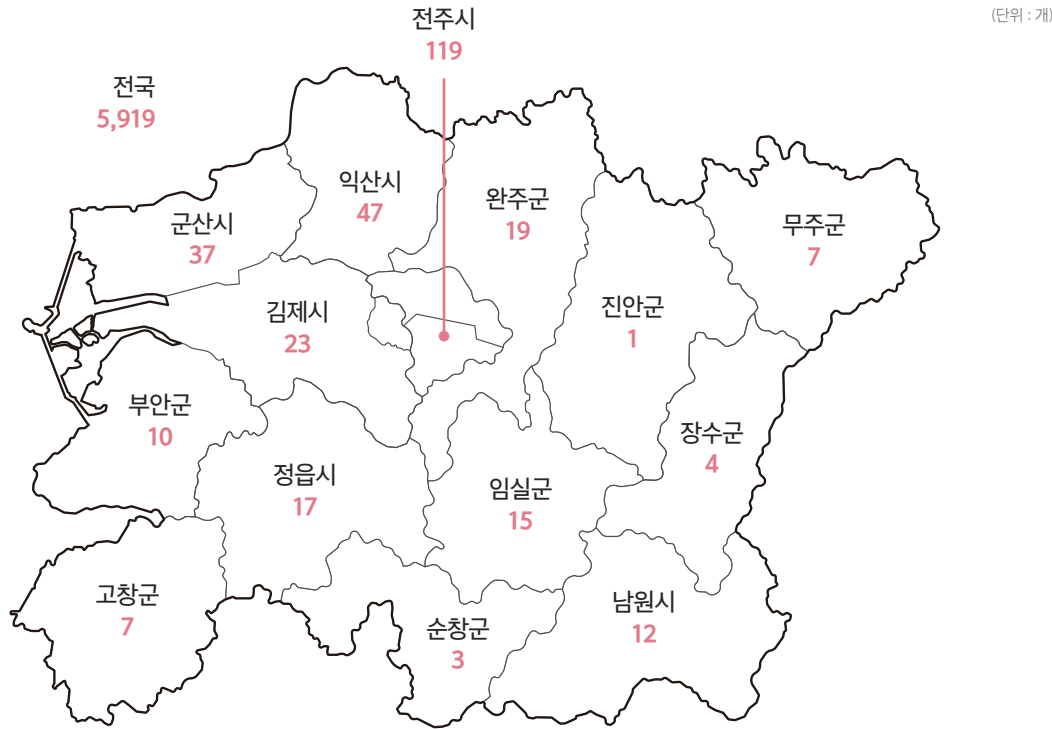 (단위 : 개)
전주시
119
전국
5,919
익산시
47
완주군
19
군산시
37
무주군
7
김제시
23
진안군
1
부안군
10
장수군
4
정읍시
17
임실군
15
고창군
7
남원시
12
순창군
3